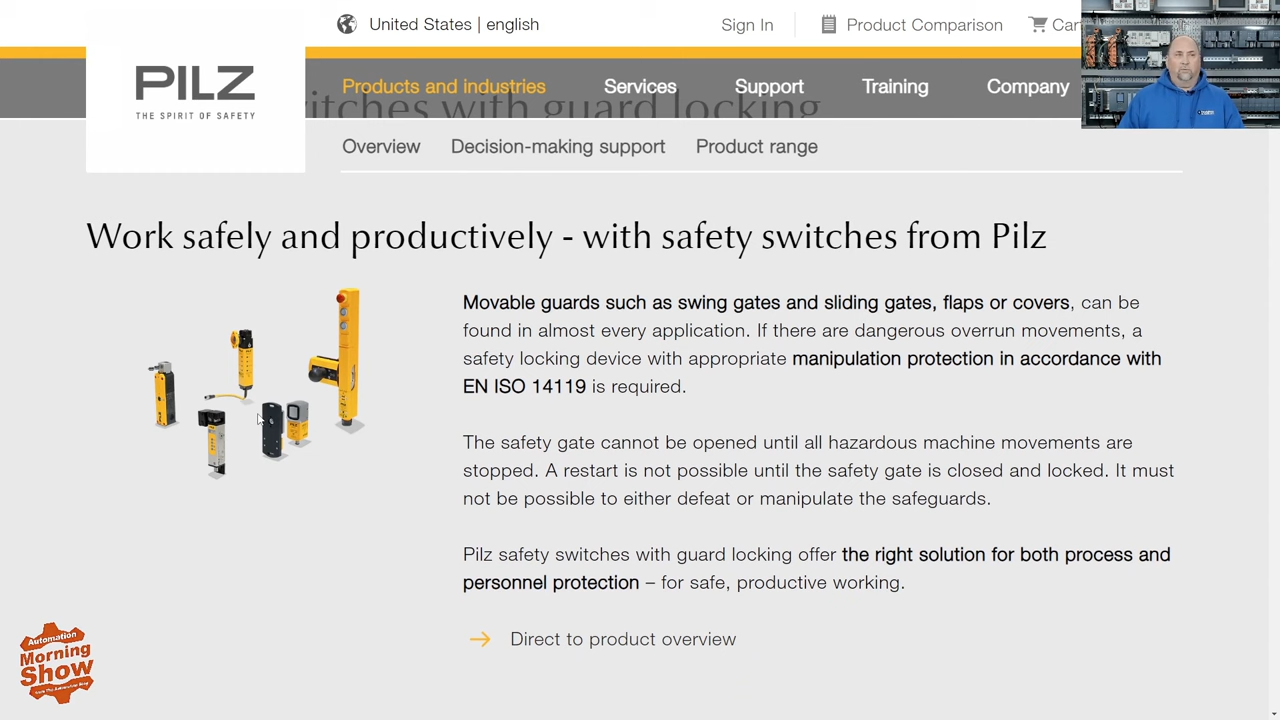 United States | english
Sign In
Product Comparison
PILZ
THE SPIRIT OF SAFETY
Products and industries
Services
Support
Training
Company
switches with guard locking
Overview
Decision-making support
Product range
Work safely and productively - with safety switches from Pilz
Movable guards such as swing gates and sliding gates, flaps or covers, can be
found in almost every application. If there are dangerous overrun movements, a
safety locking device with appropriate manipulation protection in accordance with
EN ISO 14119 is required.
The safety gate cannot be opened until all hazardous machine movements are
stopped. A restart is not possible until the safety gate is closed and locked. It must
not be possible to either defeat or manipulate the safeguards.
Pilz safety switches with guard locking offer the right solution for both process and
personnel protection – for safe, productive working.
Direct to product overview
Automation
Morning
Show